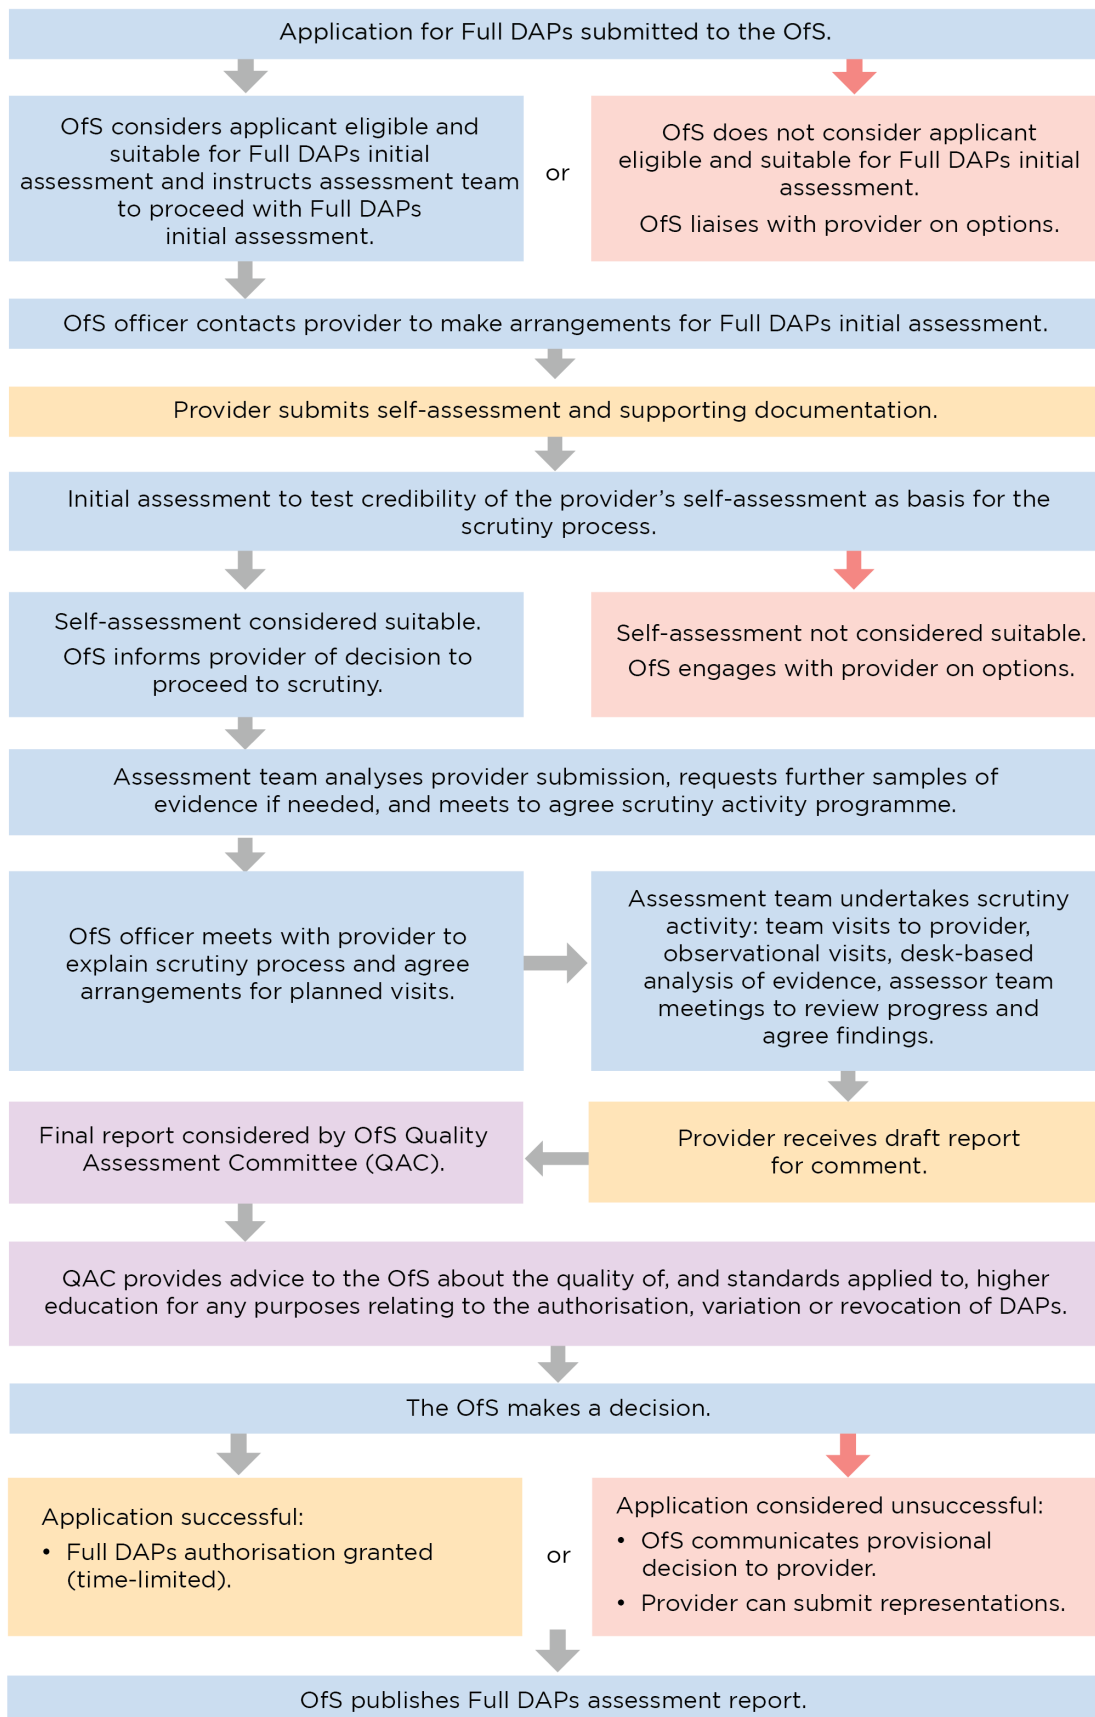 Application for Full DAPs submitted to the OfS.
OfS considers applicant eligible and
suitable for Full DAPs initial
assessment and instructs assessment team
to proceed with Full DAPs
initial assessment.
or
OfS does not consider applicant
eligible and suitable for Full DAPs initial
assessment.
OfS liaises with provider on options.
OfS officer contacts provider to make arrangements for Full DAPs initial assessment.
Provider submits self-assessment and supporting documentation.
Initial assessment to test credibility of the provider’s self-assessment as basis for the
scrutiny process.
Self-assessment considered suitable.
OfS informs provider of decision to
proceed to scrutiny.
Self-assessment not considered suitable.
OfS engages with provider on options.
Assessment team analyses provider submission, requests further samples of
evidence if needed, and meets to agree scrutiny activity programme.
OfS officer meets with provider to
explain scrutiny process and agree
arrangements for planned visits.
Assessment team undertakes scrutiny
activity: team visits to provider,
observational visits, desk-based
analysis of evidence, assessor team
meetings to review progress and
agree findings.
Provider receives draft report
for comment.
Final report considered by OfS Quality
Assessment Committee (QAC).
QAC provides advice to the OfS about the quality of, and standards applied to, higher
education for any purposes relating to the authorisation, variation or revocation of DAPs.
The OfS makes a decision.
Application successful:
• Full DAPs authorisation granted
(time-limited).
or
Application considered unsuccessful:
• OfS communicates provisional
decision to provider.
• Provider can submit representations.
OfS publishes Full DAPs assessment report.